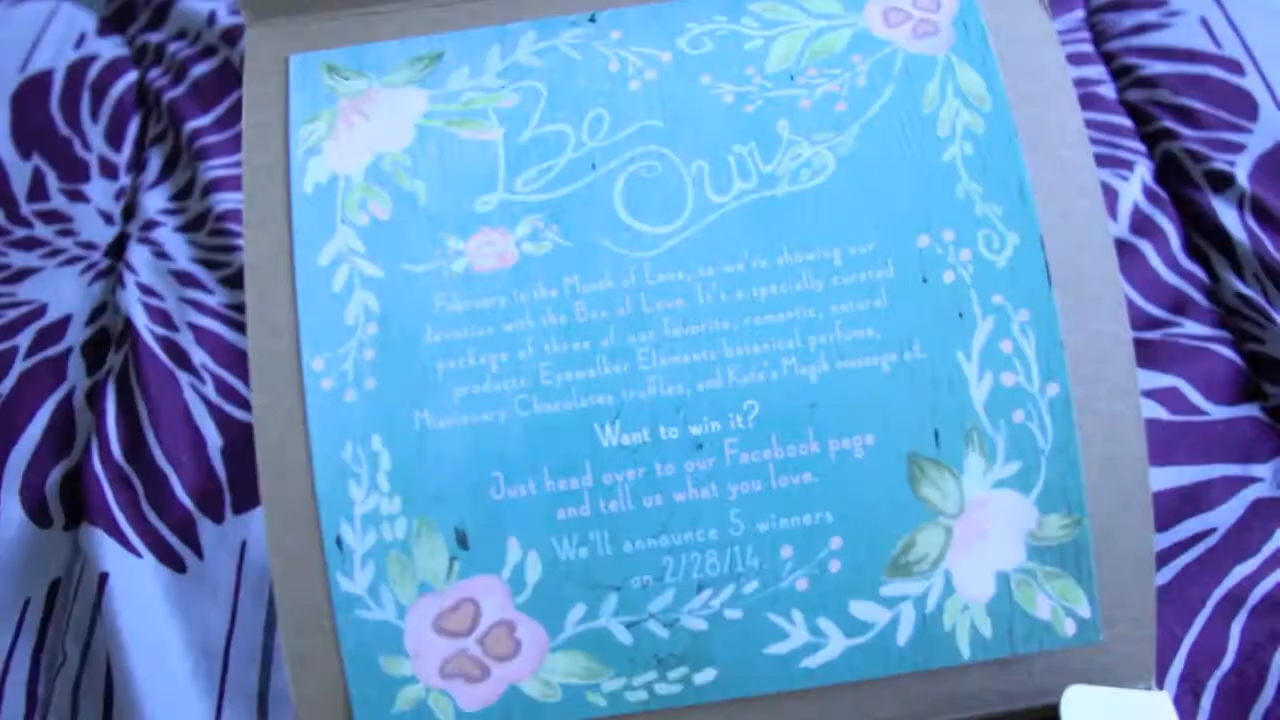 Be
Ours
February is the Month of Love, so we're showing our
devotion with the Box of Love. It's a specially curated
package of three of our favorite, romantic, natural
products: Eyewalker Elements botanical perfume,
Missionary Chocolates truffles, and Kate's Magik massage oil.
Want to win it?
Just head over to our Facebook page
and tell us what you love.
We'll announce 5 winners
on 2/28/14.